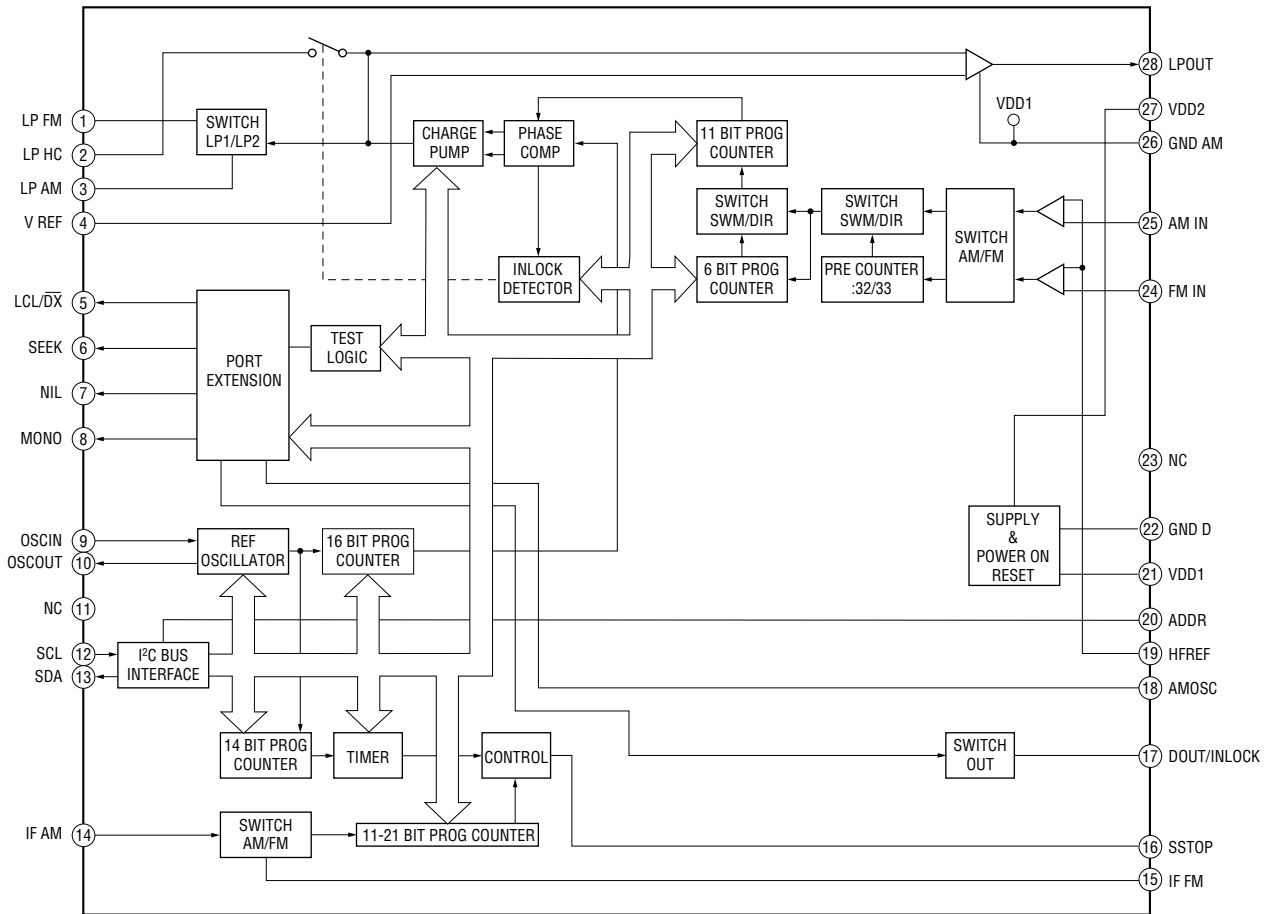 1 LP FM
2 LP HC
3 LP AM
4 V REF
5 LCL/D̅X̅
6 SEEK
7 NIL
8 MONO
9 OSCIN
10 OSCOUT
11 NC
12 SCL
13 SDA
14 IF AM
28 LPOUT
27 VDD2
26 GND AM
25 AM IN
24 FM IN
23 NC
22 GND D
21 VDD1
20 ADDR
19 HFREF
18 AMOSC
17 DOUT/INLOCK
16 SSTOP
15 IF FM
VDD1
SWITCH
LP1/LP2
CHARGE
PUMP
PHASE
COMP
11 BIT PROG
COUNTER
SWITCH
SWM/DIR
SWITCH
SWM/DIR
SWITCH
AM/FM
INLOCK
DETECTOR
6 BIT PROG
COUNTER
PRE COUNTER
:32/33
PORT
EXTENSION
TEST
LOGIC
REF
OSCILLATOR
16 BIT PROG
COUNTER
SUPPLY
&
POWER ON
RESET
I²C BUS
INTERFACE
14 BIT PROG
COUNTER
TIMER
CONTROL
SWITCH
OUT
SWITCH
AM/FM
11-21 BIT PROG COUNTER